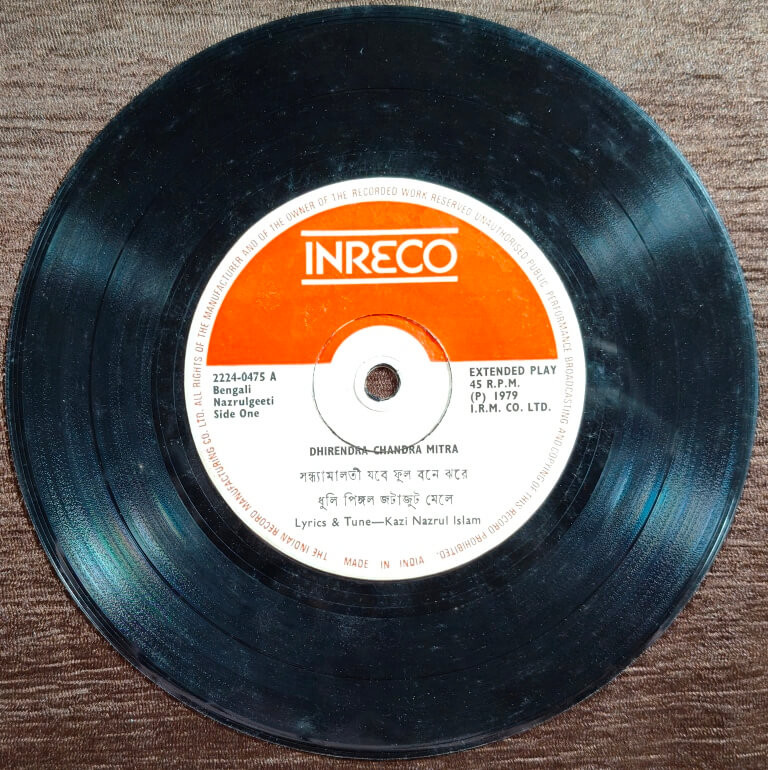 THE INDIAN RECORD MANUFACTURING CO. LTD. ALL RIGHTS OF THE MANUFACTURER AND OF THE OWNER OF THE RECORDED WORK RESERVED UNAUTHORISED PUBLIC PERFORMANCE BROADCASTING AND COPYING OF THIS RECORD PROHIBITED.
INRECO
2224-0475 A
Bengali
Nazrulgeeti
Side One
EXTENDED PLAY
45 R.P.M.
(P) 1979
I.R.M. CO. LTD.
DHIRENDRA CHANDRA MITRA
সন্ধ্যামালতী যবে ফুল বনে ঝরে
ধুলি পিঙ্গল জটাজুট মেলে
Lyrics & Tune—Kazi Nazrul Islam
MADE IN INDIA